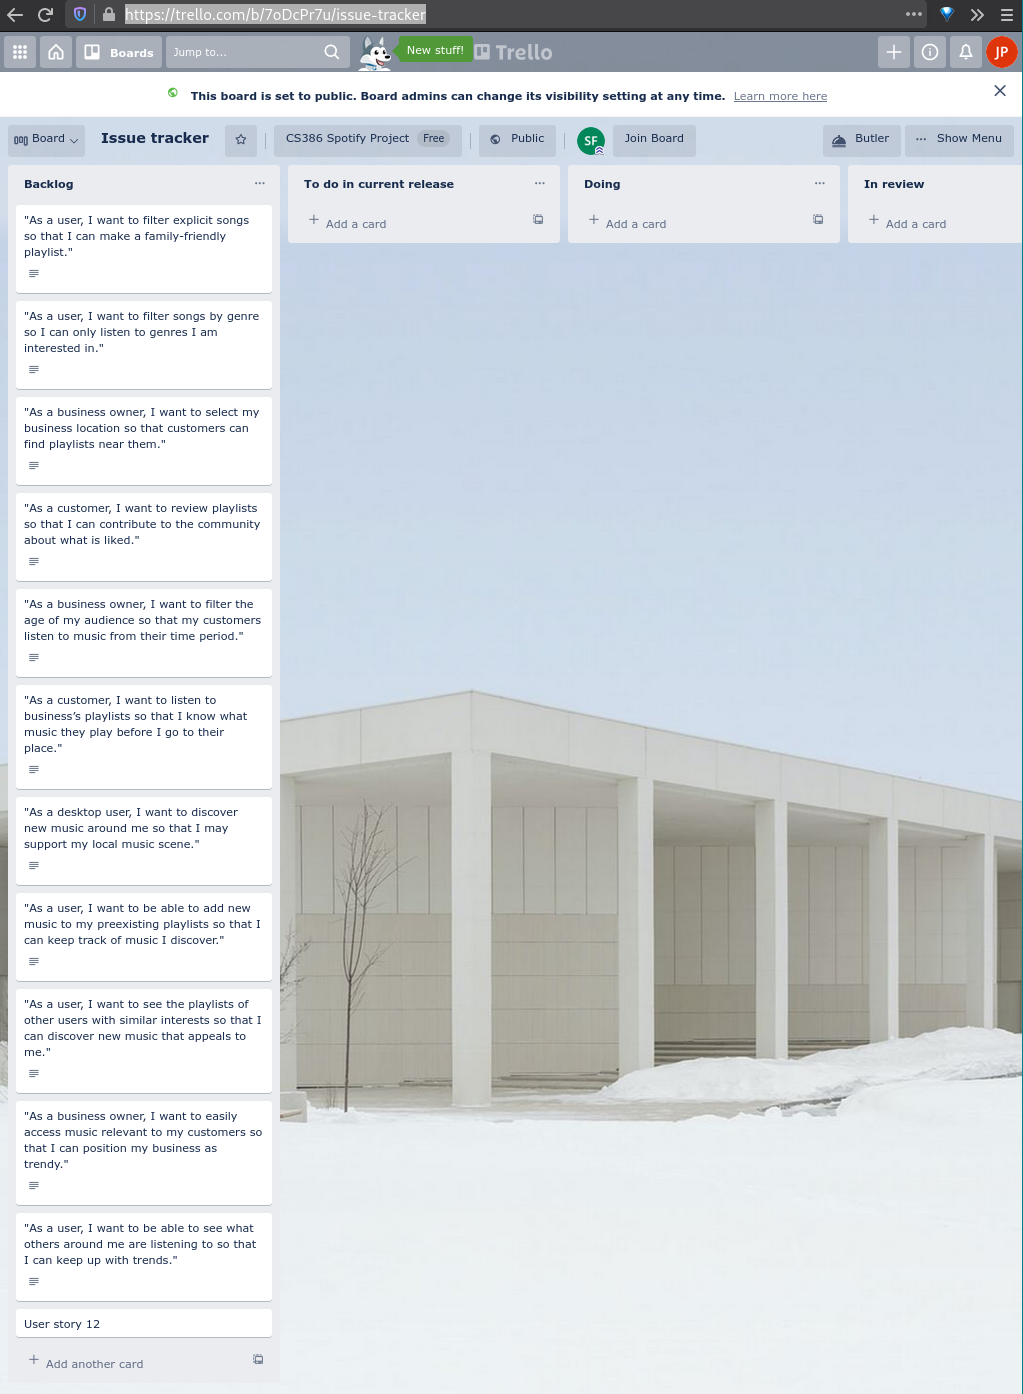 https://trello.com/b/7oDcPr7u/issue-tracker
Boards
Jump to...
New stuff!
Trello
JP
This board is set to public. Board admins can change its visibility setting at any time. Learn more here
Board
Issue tracker
CS386 Spotify Project Free
Public
SF
Join Board
Butler
Show Menu
Backlog
"As a user, I want to filter explicit songs
so that I can make a family-friendly
playlist."
"As a user, I want to filter songs by genre
so I can only listen to genres I am
interested in."
"As a business owner, I want to select my
business location so that customers can
find playlists near them."
"As a customer, I want to review playlists
so that I can contribute to the community
about what is liked."
"As a business owner, I want to filter the
age of my audience so that my customers
listen to music from their time period."
"As a customer, I want to listen to
business’s playlists so that I know what
music they play before I go to their
place."
"As a desktop user, I want to discover
new music around me so that I may
support my local music scene."
"As a user, I want to be able to add new
music to my preexisting playlists so that I
can keep track of music I discover."
"As a user, I want to see the playlists of
other users with similar interests so that I
can discover new music that appeals to
me."
"As a business owner, I want to easily
access music relevant to my customers so
that I can position my business as
trendy."
"As a user, I want to be able to see what
others around me are listening to so that
I can keep up with trends."
User story 12
Add another card
To do in current release
Add a card
Doing
Add a card
In review
Add a card